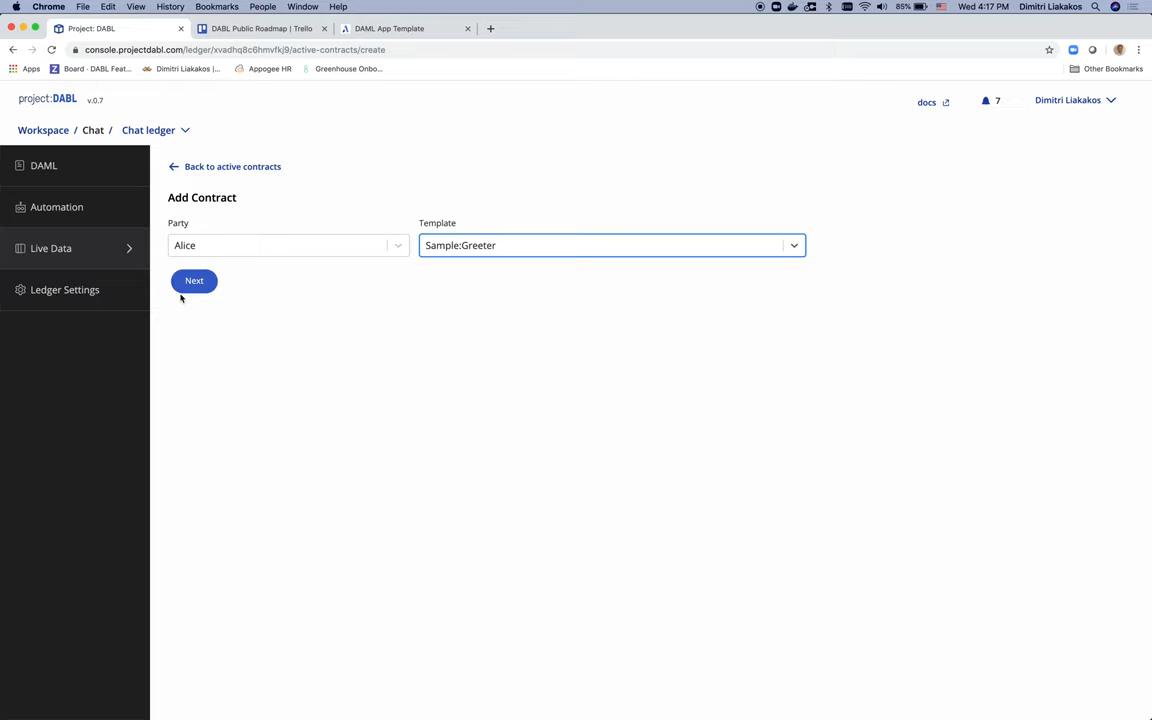 Chrome File Edit View History Bookmarks People Window Help 85% Wed 4:17 PM Dimitri Liakakos
Project: DABL DABL Public Roadmap | Trello DAML App Template
console.projectdabl.com/ledger/xvadhq8c6hmvfkj9/active-contracts/create
Apps Board · DABL Feat... Dimitri Liakakos |... Appogee HR Greenhouse Onbo... Other Bookmarks
project:DABL v.0.7 docs 7 Dimitri Liakakos
Workspace / Chat / Chat ledger
DAML
Automation
Live Data
Ledger Settings
Back to active contracts
Add Contract
Party Template
Alice Sample:Greeter
Next